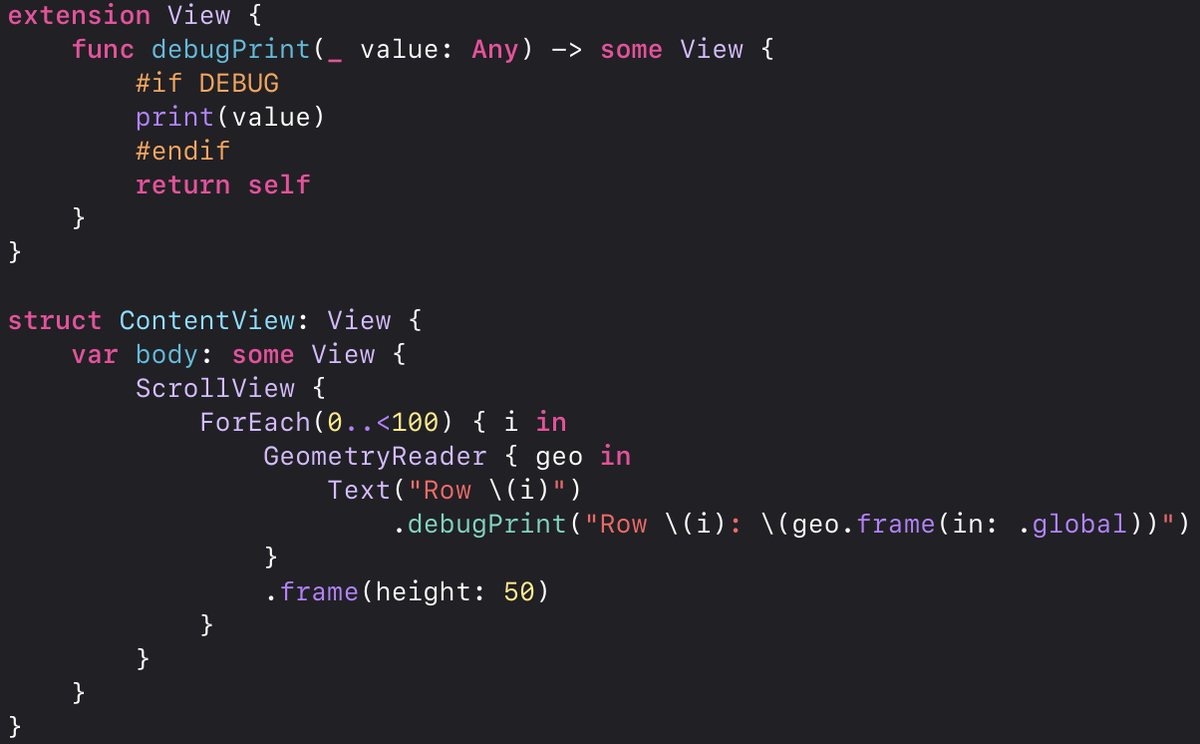 extension View {
    func debugPrint(_ value: Any) -> some View {
        #if DEBUG
        print(value)
        #endif
        return self
    }
}

struct ContentView: View {
    var body: some View {
        ScrollView {
            ForEach(0..<100) { i in
                GeometryReader { geo in
                    Text("Row \(i)")
                        .debugPrint("Row \(i): \(geo.frame(in: .global))")
                }
                .frame(height: 50)
            }
        }
    }
}